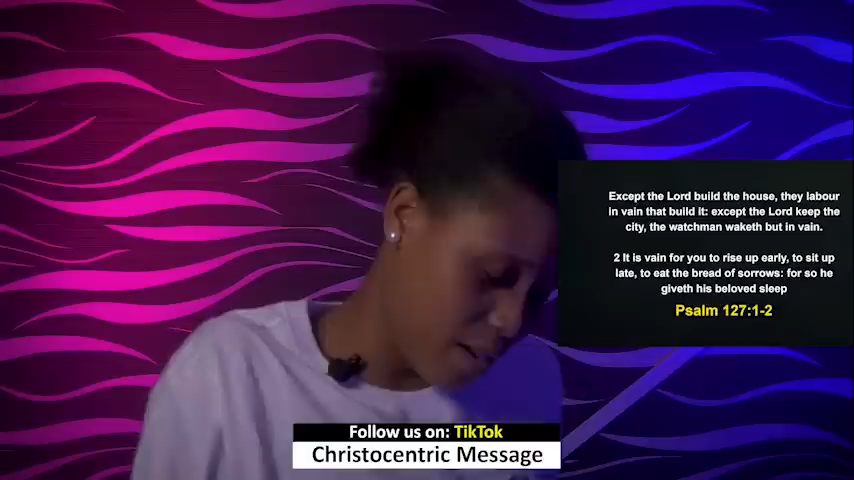 Except the Lord build the house, they labour
in vain that build it: except the Lord keep the
city, the watchman waketh but in vain.
2 It is vain for you to rise up early, to sit up
late, to eat the bread of sorrows: for so he
giveth his beloved sleep
Psalm 127:1-2
Follow us on: TikTok
Christocentric Message